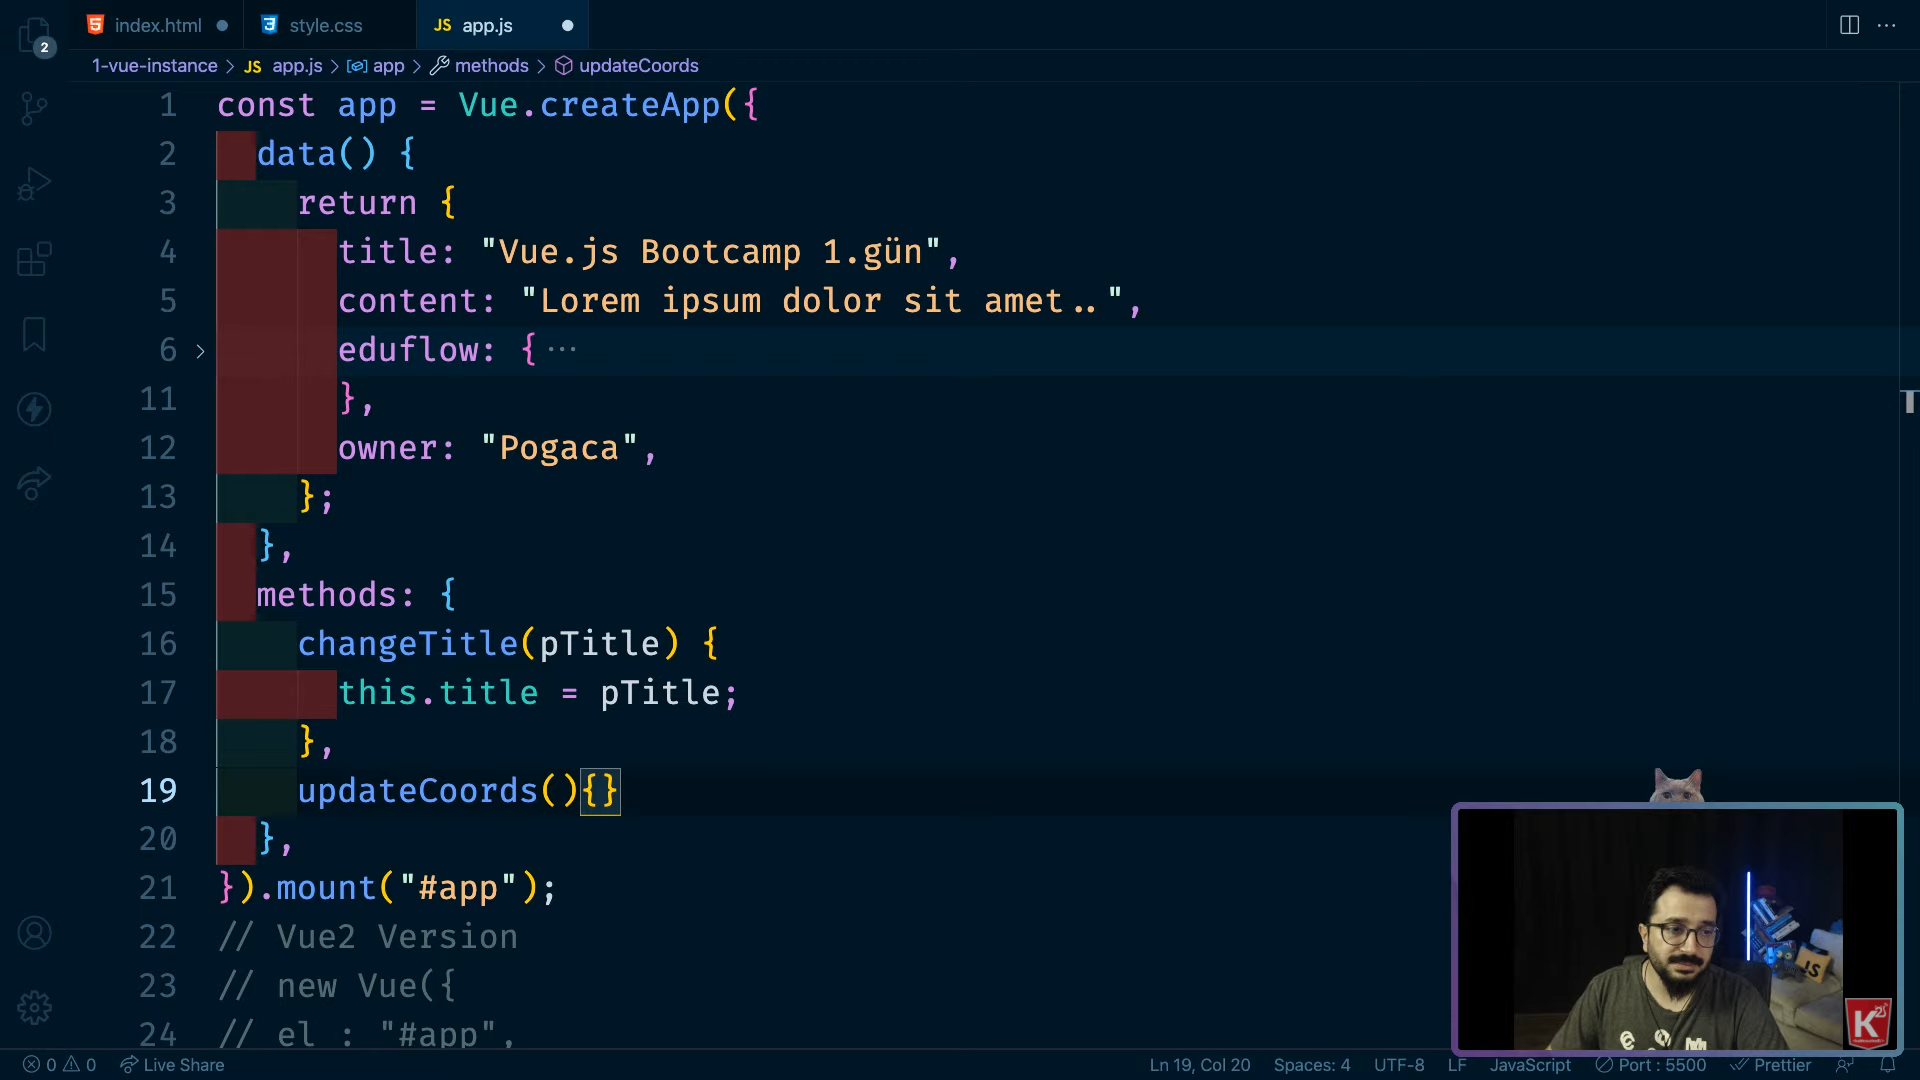 index.html
style.css
JS app.js
2
1-vue-instance > JS app.js > app > methods > updateCoords
1 const app = Vue.createApp({
2 data() {
3 return {
4 title: "Vue.js Bootcamp 1.gün",
5 content: "Lorem ipsum dolor sit amet..",
6 eduflow: { ...
11 },
12 owner: "Pogaca",
13 };
14 },
15 methods: {
16 changeTitle(pTitle) {
17 this.title = pTitle;
18 },
19 updateCoords(){}
20 },
21 }).mount("#app");
22 // Vue2 Version
23 // new Vue({
24 // el : "#app",
JS
K
0 0 Live Share
Ln 19, Col 20 Spaces: 4 UTF-8 LF JavaScript Port : 5500 Prettier